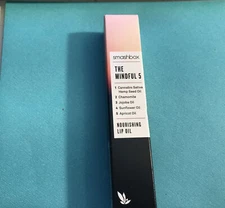 smashbox
THE
MINDFUL 5
1 Cannabis Sativa
Hemp Seed Oil
2 Chamomile
3 Jojoba Oil
4 Sunflower Oil
5 Apricot Oil
NOURISHING
LIP OIL